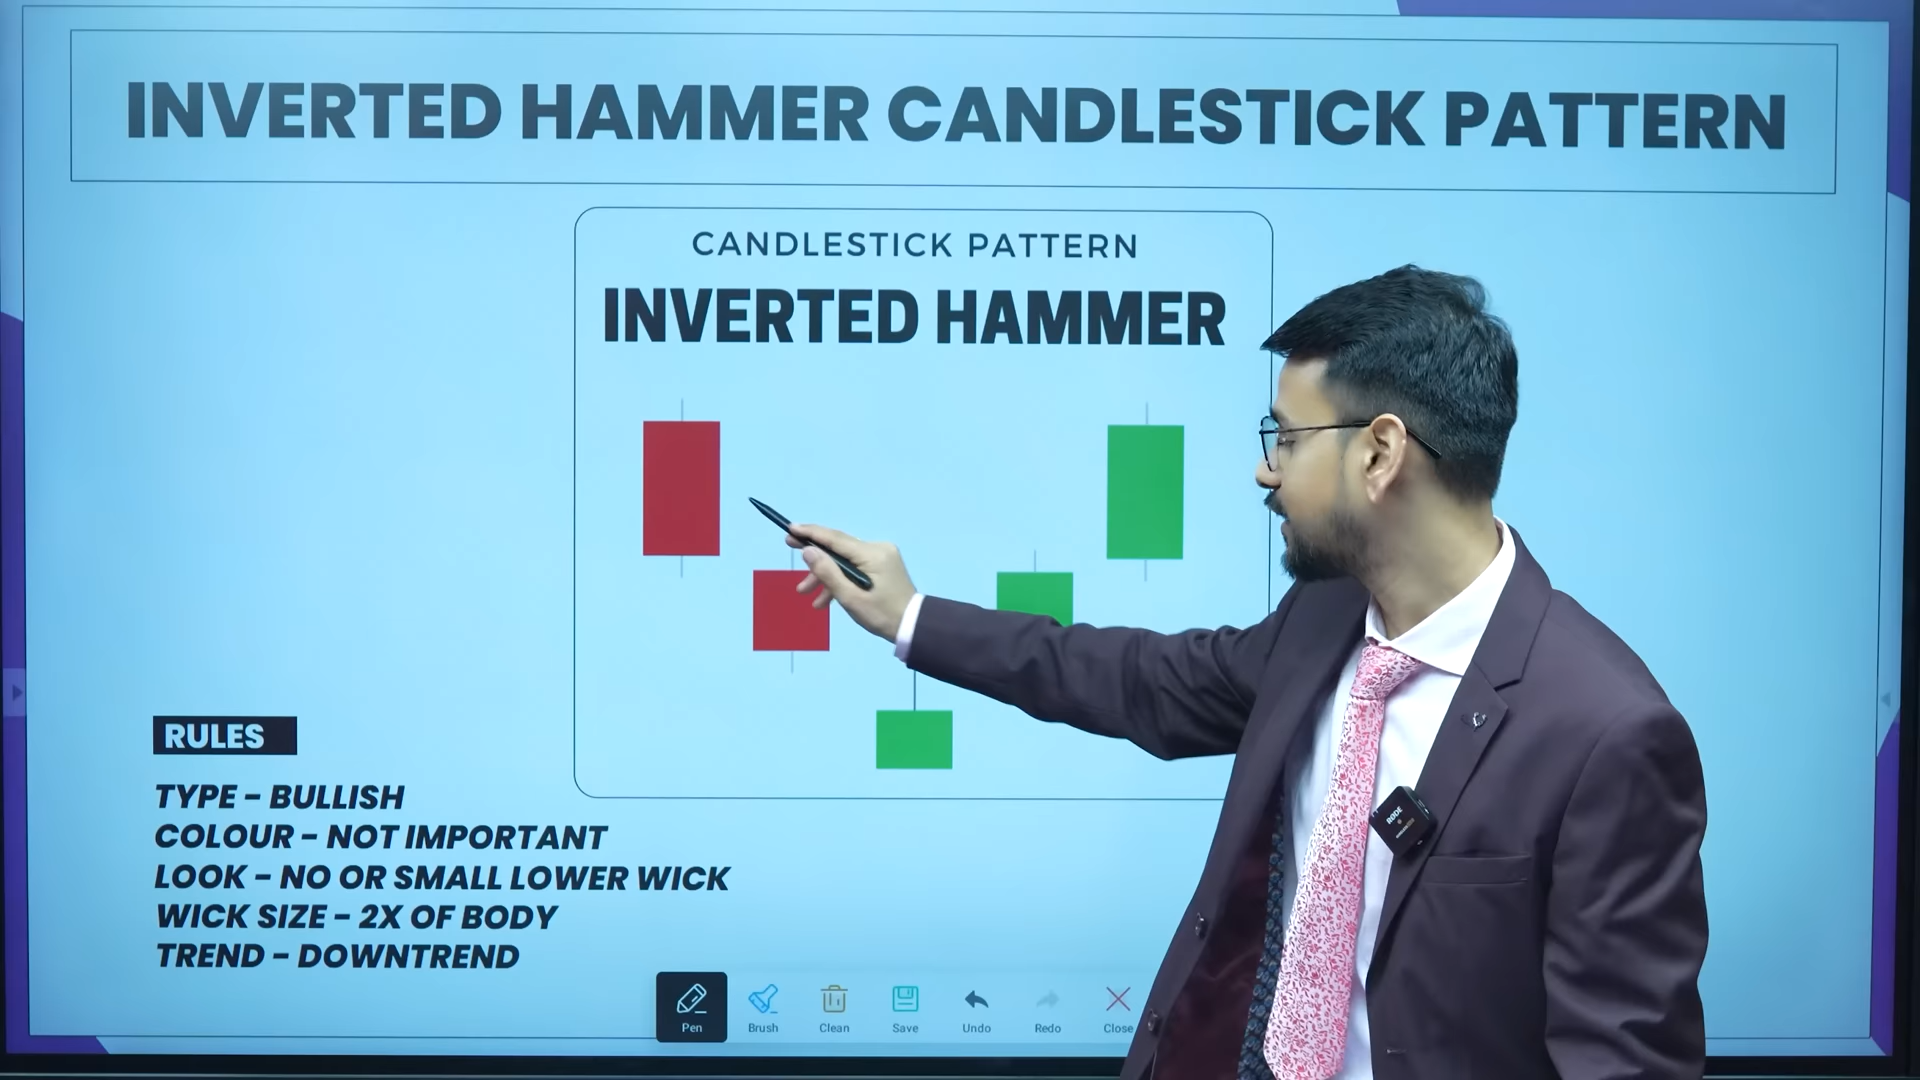 INVERTED HAMMER CANDLESTICK PATTERN
CANDLESTICK PATTERN
INVERTED HAMMER
RULES
TYPE - BULLISH
COLOUR - NOT IMPORTANT
LOOK - NO OR SMALL LOWER WICK
WICK SIZE - 2X OF BODY
TREND - DOWNTREND
Pen
Brush
Clean
Save
Undo
Redo
Close
RØDE